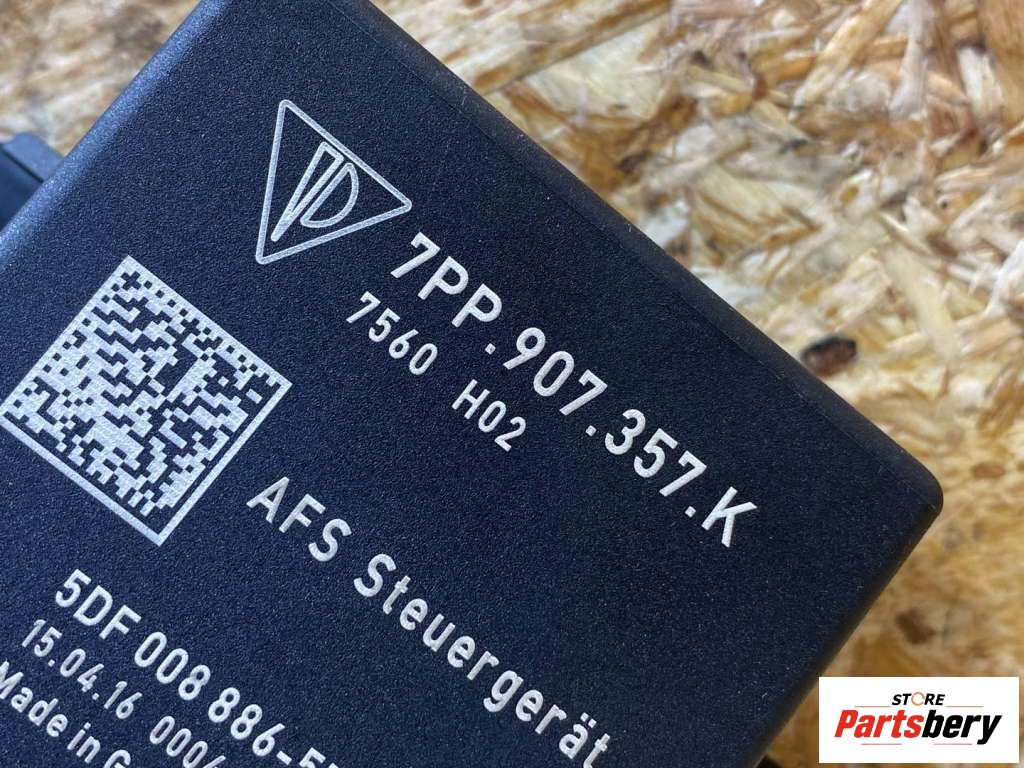 7PP.907.357.K
7560 H02
AFS Steuergerät
5DF 008 886-5
15.04.16 000
Made in G
STORE
Partsbery